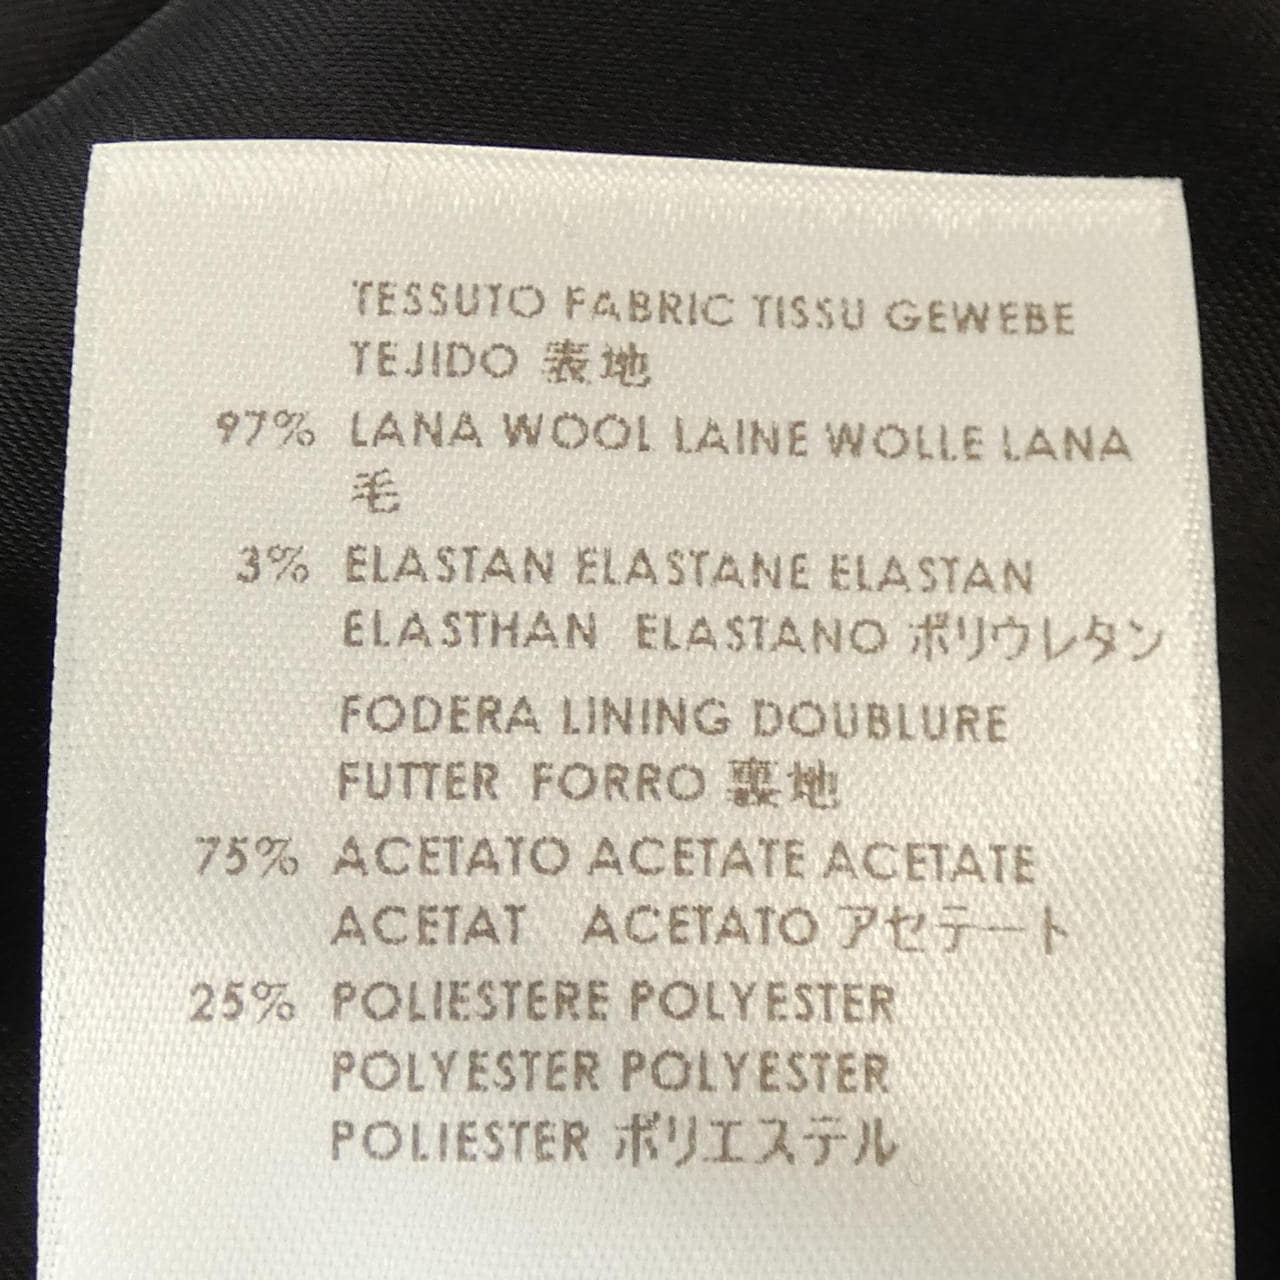 TESSUTO FABRIC TISSU GEWEBE
TEJIDO 表地
97% LANA WOOL LAINE WOLLE LANA
毛
3% ELASTAN ELASTANE ELASTAN
ELASTHAN ELASTANO ポリウレタン
FODERA LINING DOUBLURE
FUTTER FORRO 裏地
75% ACETATO ACETATE ACETATE
ACETAT ACETATO アセテート
25% POLIESTERE POLYESTER
POLYESTER POLYESTER
POLIESTER ポリエステル